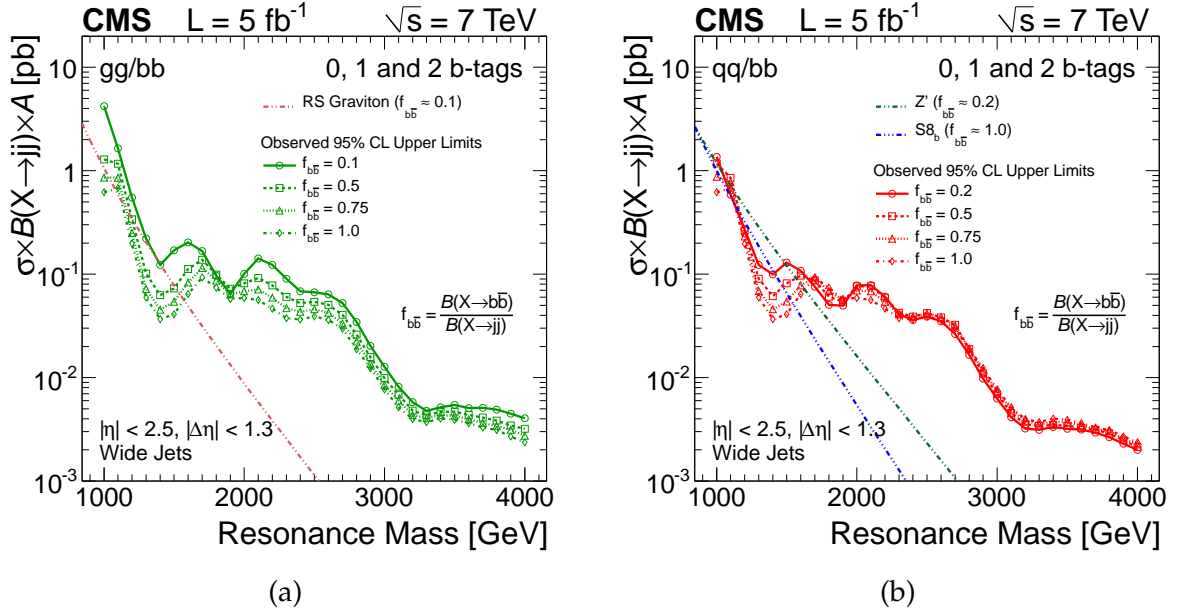 CMS L = 5 fb⁻¹ √s = 7 TeV
σ×B(X→jj)×A [pb]
10
1
10⁻¹
10⁻²
10⁻³
gg/bb 0, 1 and 2 b-tags
RS Graviton (f_bb̄ ≈ 0.1)
Observed 95% CL Upper Limits
f_bb̄ = 0.1
f_bb̄ = 0.5
f_bb̄ = 0.75
f_bb̄ = 1.0
f_bb̄ = B(X→bb̄)/B(X→jj)
|η| < 2.5, |Δη| < 1.3
Wide Jets
1000 2000 3000 4000
Resonance Mass [GeV]
(a)
CMS L = 5 fb⁻¹ √s = 7 TeV
σ×B(X→jj)×A [pb]
10
1
10⁻¹
10⁻²
10⁻³
qq/bb 0, 1 and 2 b-tags
Z' (f_bb̄ ≈ 0.2)
S8_b (f_bb̄ ≈ 1.0)
Observed 95% CL Upper Limits
f_bb̄ = 0.2
f_bb̄ = 0.5
f_bb̄ = 0.75
f_bb̄ = 1.0
f_bb̄ = B(X→bb̄)/B(X→jj)
|η| < 2.5, |Δη| < 1.3
Wide Jets
1000 2000 3000 4000
Resonance Mass [GeV]
(b)